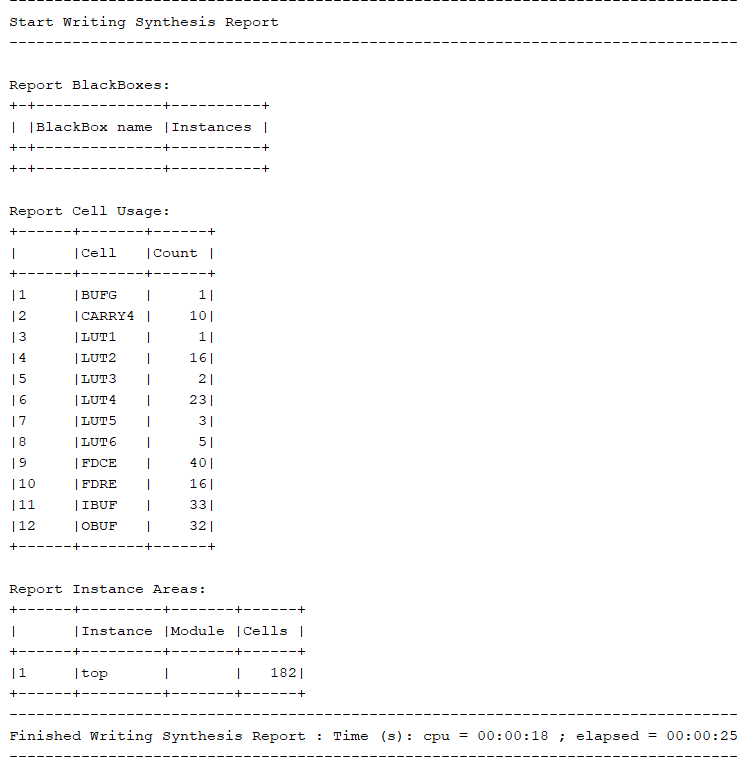 ---------------------------------------------------------------------------------
Start Writing Synthesis Report
---------------------------------------------------------------------------------

Report BlackBoxes:
+-+--------------+----------+
| |BlackBox name |Instances |
+-+--------------+----------+
+-+--------------+----------+

Report Cell Usage:
+------+-------+------+
|      |Cell   |Count |
+------+-------+------+
|1     |BUFG   |     1|
|2     |CARRY4 |    10|
|3     |LUT1   |     1|
|4     |LUT2   |    16|
|5     |LUT3   |     2|
|6     |LUT4   |    23|
|7     |LUT5   |     3|
|8     |LUT6   |     5|
|9     |FDCE   |    40|
|10    |FDRE   |    16|
|11    |IBUF   |    33|
|12    |OBUF   |    32|
+------+-------+------+

Report Instance Areas:
+------+---------+-------+------+
|      |Instance |Module |Cells |
+------+---------+-------+------+
|1     |top      |       |   182|
+------+---------+-------+------+
---------------------------------------------------------------------------------
Finished Writing Synthesis Report : Time (s): cpu = 00:00:18 ; elapsed = 00:00:25
---------------------------------------------------------------------------------